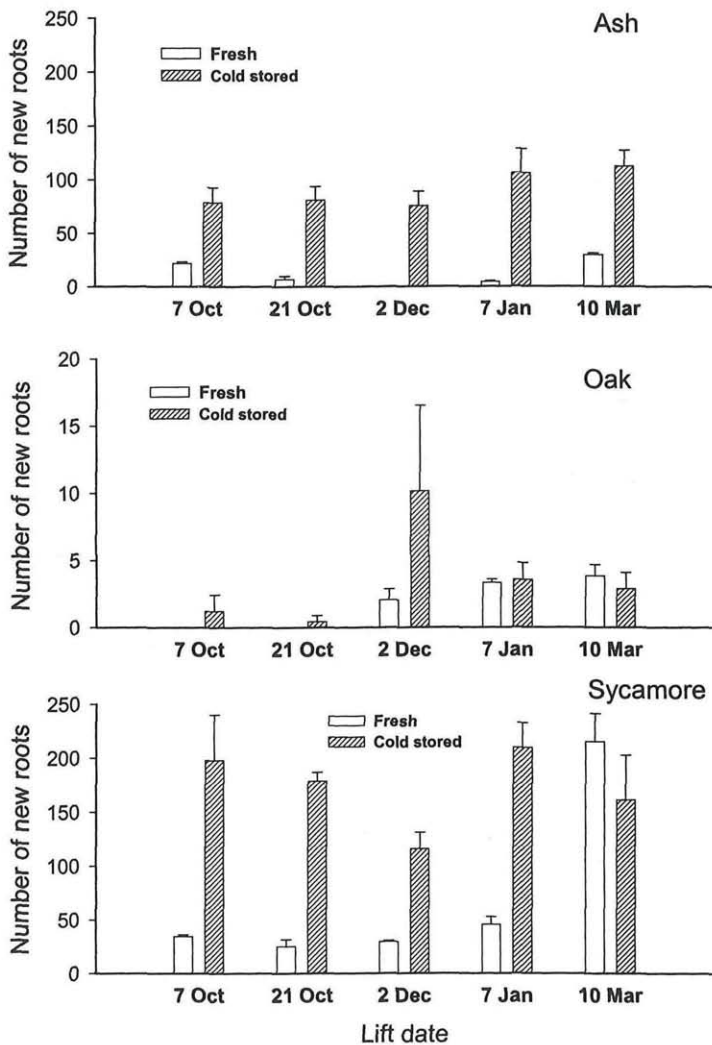 Ash
Number of new roots
250
200
150
100
50
0
Fresh
Cold stored
7 Oct 21 Oct 2 Dec 7 Jan 10 Mar
Oak
Number of new roots
20
15
10
5
0
Fresh
Cold stored
7 Oct 21 Oct 2 Dec 7 Jan 10 Mar
Sycamore
Number of new roots
250
200
150
100
50
0
Fresh
Cold stored
7 Oct 21 Oct 2 Dec 7 Jan 10 Mar
Lift date